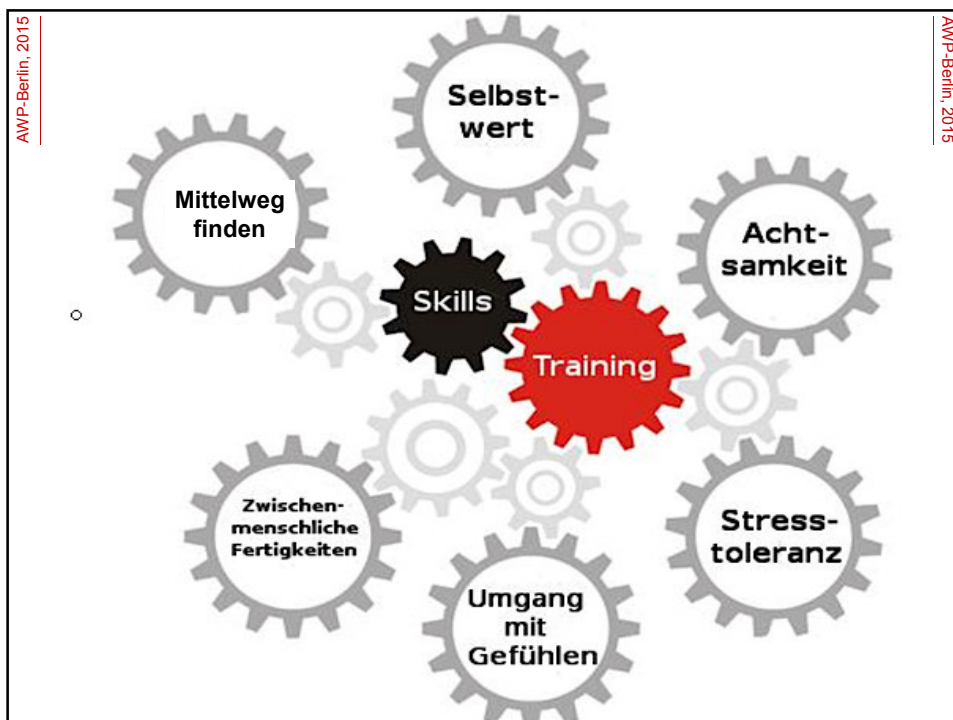 AWP-Berlin, 2015
AWP-Berlin, 2015
Selbst-
wert
Mittelweg
finden
Acht-
samkeit
Skills
Training
Zwischen-
menschliche
Fertigkeiten
Stress-
toleranz
Umgang
mit
Gefühlen